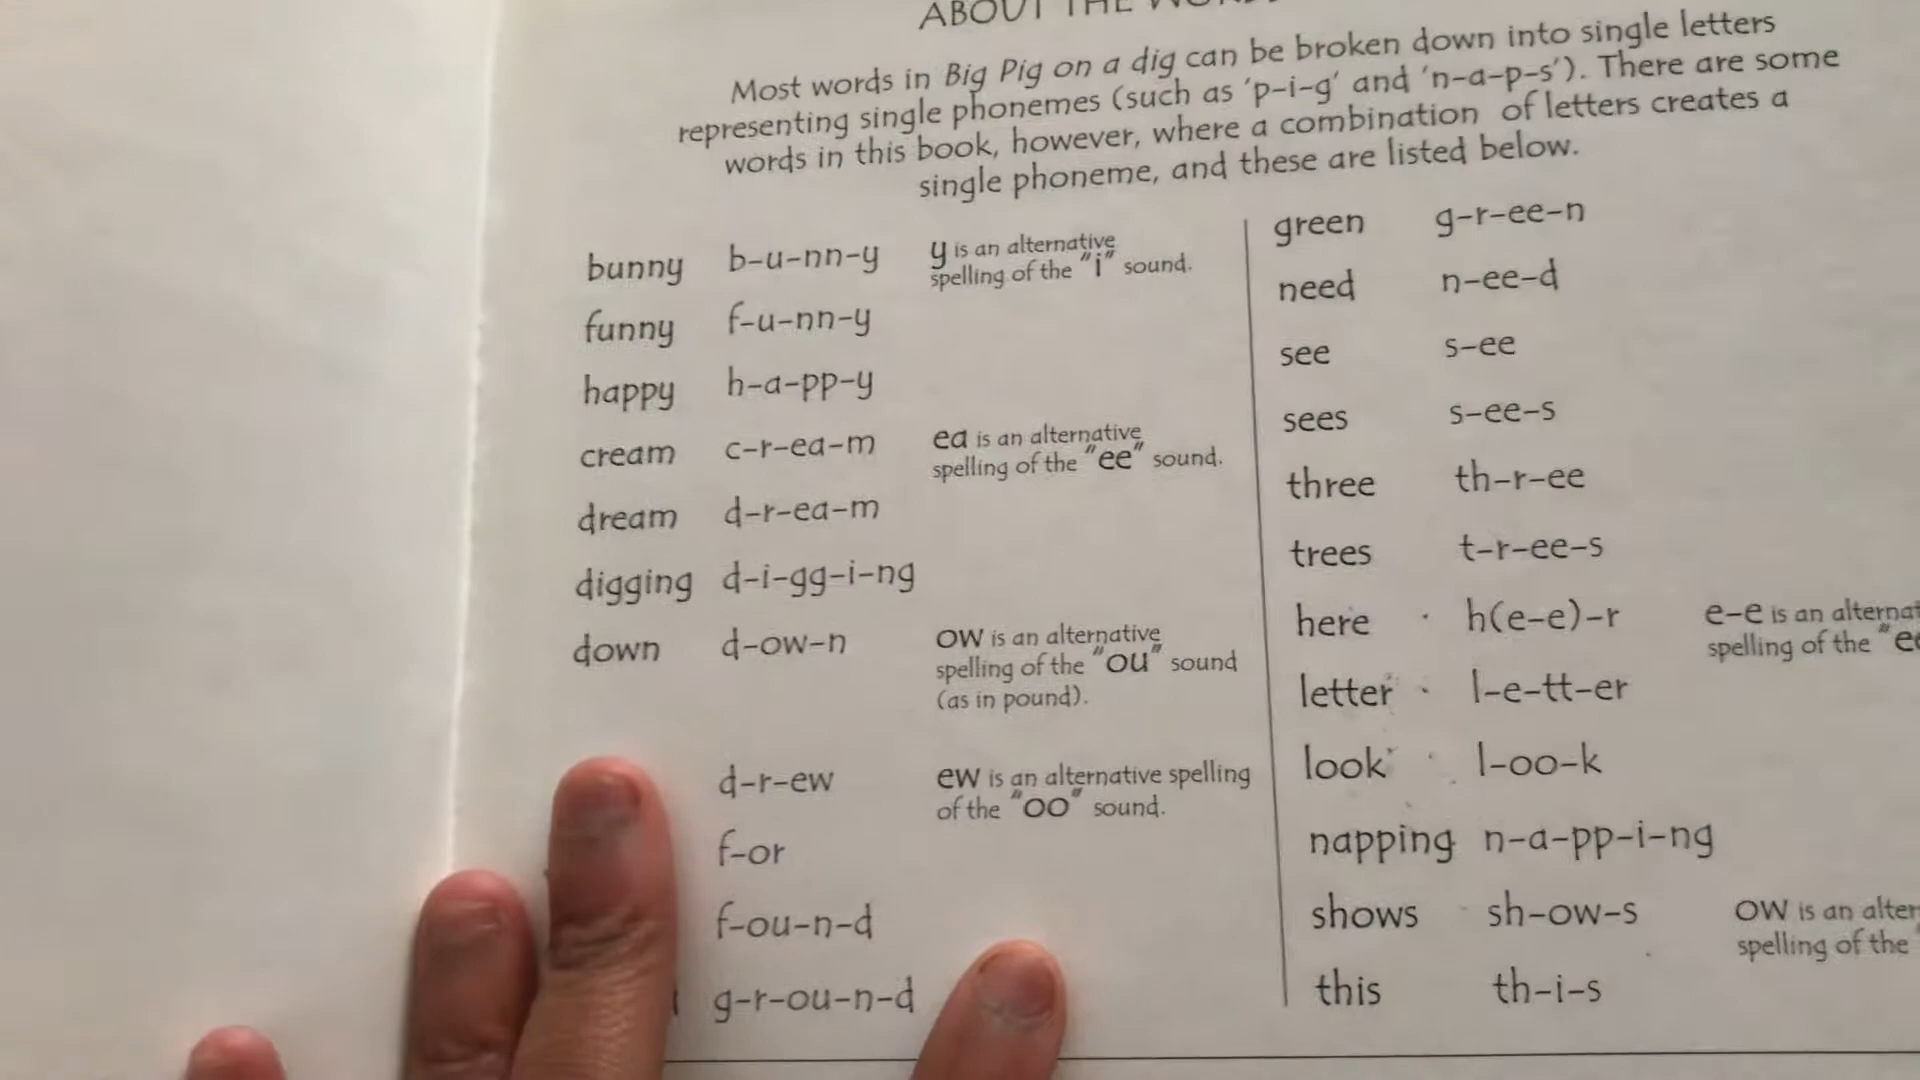 ABOUT THE
Most words in Big Pig on a dig can be broken down into single letters
representing single phonemes (such as 'p-i-g' and 'n-a-p-s'). There are some
words in this book, however, where a combination of letters creates a
single phoneme, and these are listed below.
bunny b-u-nn-y y is an alternative
spelling of the "i" sound.
funny f-u-nn-y
happy h-a-pp-y
cream c-r-ea-m ea is an alternative
spelling of the "ee" sound.
dream d-r-ea-m
digging d-i-gg-i-ng
down d-ow-n ow is an alternative
spelling of the "ou" sound
(as in pound).
d-r-ew ew is an alternative spelling
of the "oo" sound.
f-or
f-ou-n-d
g-r-ou-n-d
green g-r-ee-n
need n-ee-d
see s-ee
sees s-ee-s
three th-r-ee
trees t-r-ee-s
here h(e-e)-r e-e is an
spelling of the
letter l-e-tt-er
look l-oo-k
napping n-a-pp-i-ng
shows sh-ow-s ow is an
spelling of the
this th-i-s